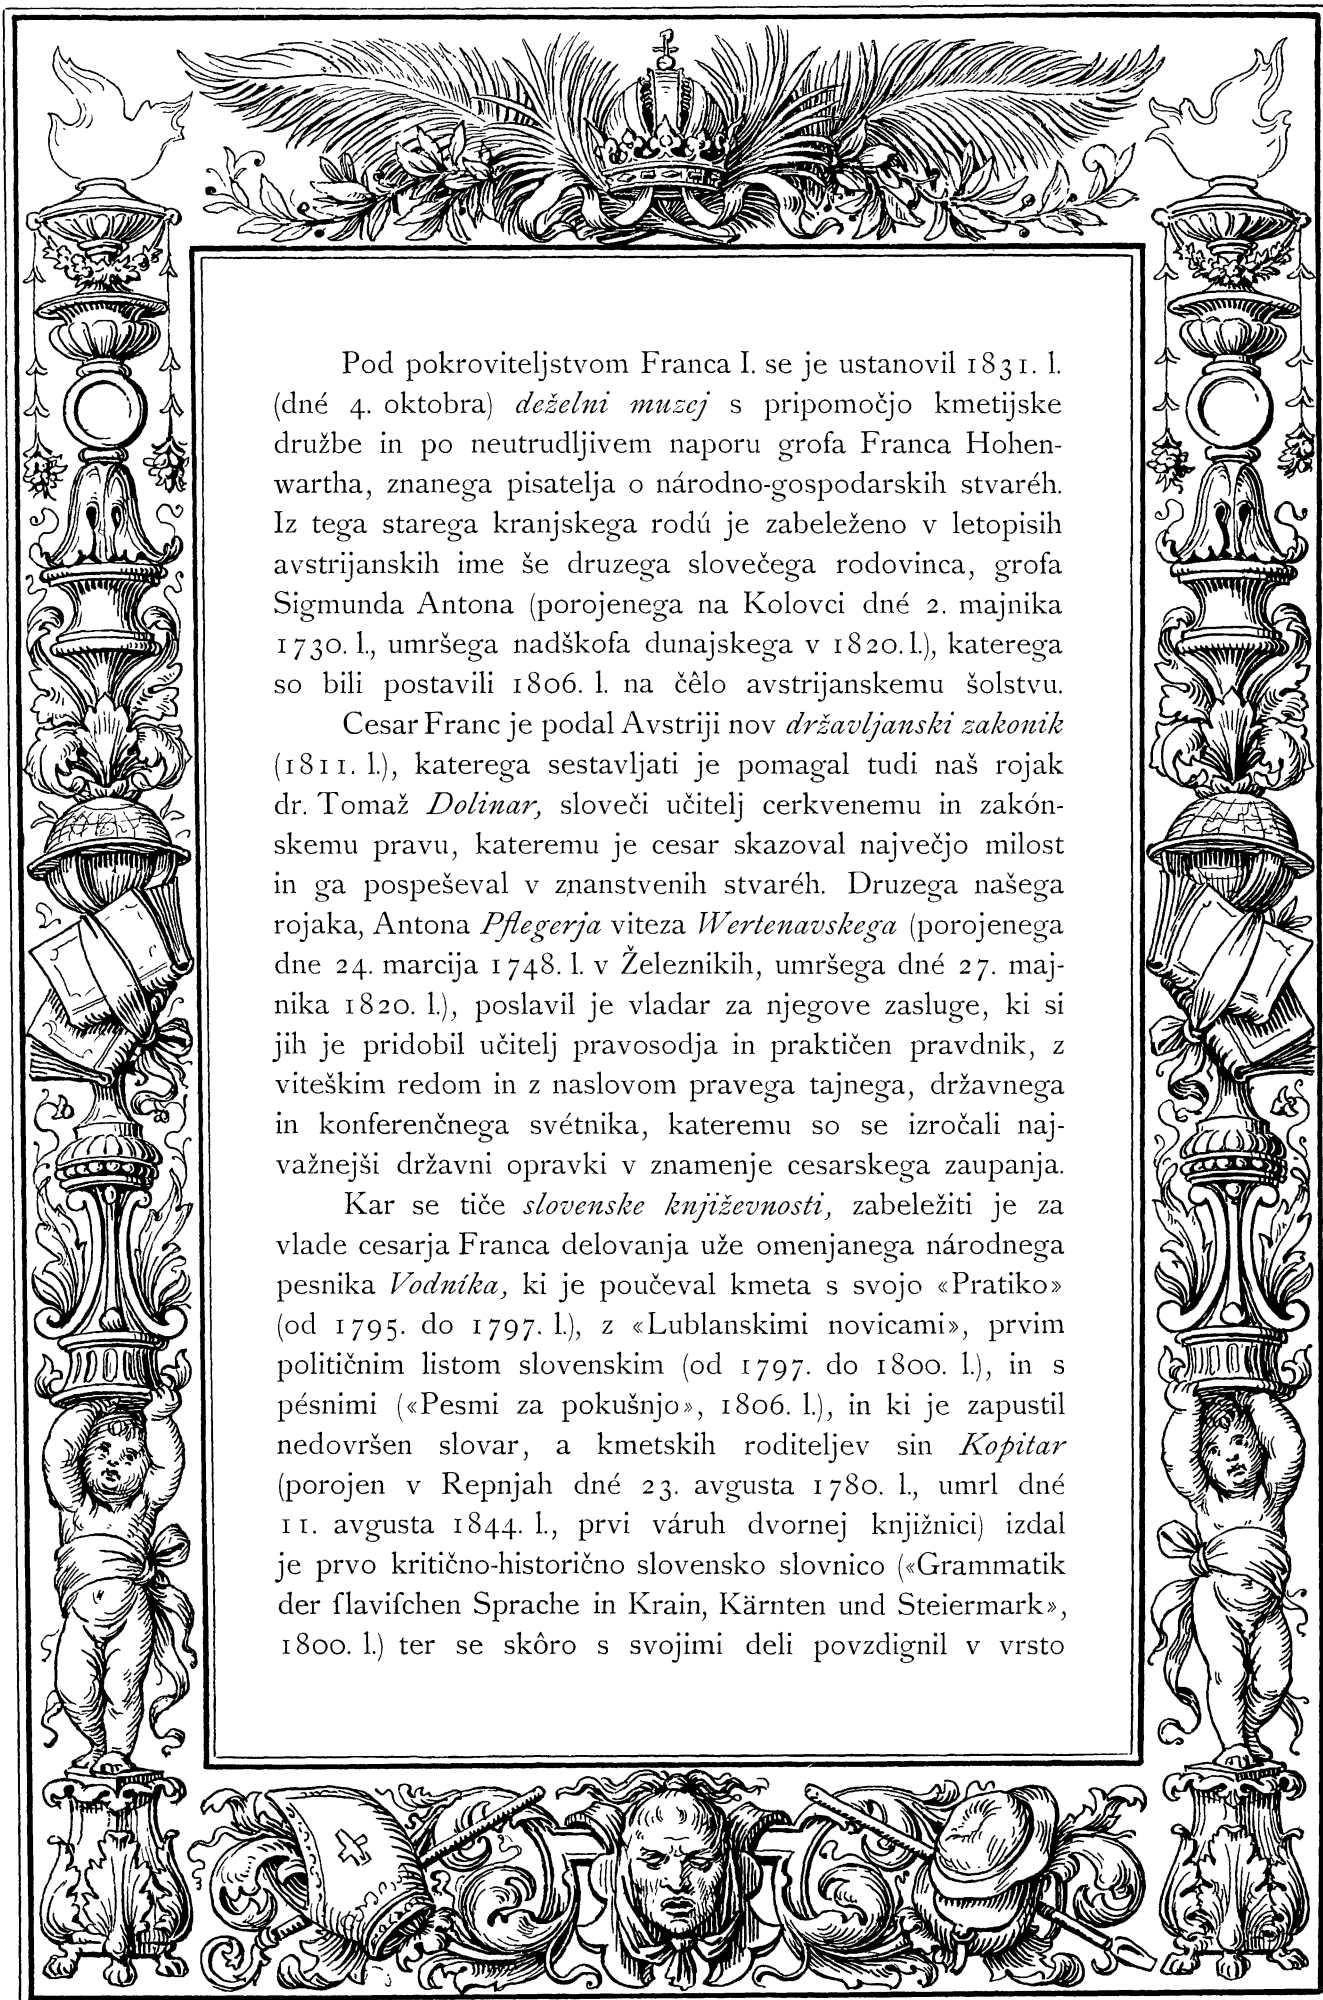 Pod pokroviteljstvom Franca I. se je ustanovil 1831. l.
(dné 4. oktobra) deželni muzej s pripomočjo kmetijske
družbe in po neutrudljivem naporu grofa Franca Hohen-
wartha, znanega pisatelja o národno-gospodarskih stvaréh.
Iz tega starega kranjskega rodú je zabeleženo v letopisih
avstrijanskih ime še druzega slovečega rodovinca, grofa
Sigmunda Antona (porojenega na Kolovci dné 2. majnika
1730. l., umršega nadškofa dunajskega v 1820. l.), katerega
so bili postavili 1806. l. na čêlo avstrijanskemu šolstvu.
Cesar Franc je podal Avstriji nov državljanski zakonik
(1811. l.), katerega sestavljati je pomagal tudi naš rojak
dr. Tomaž Dolinar, sloveči učitelj cerkvenemu in zakón-
skemu pravu, kateremu je cesar skazoval največjo milost
in ga pospeševal v znanstvenih stvaréh. Druzega našega
rojaka, Antona Pflegerja viteza Wertenavskega (porojenega
dne 24. marcija 1748. l. v Železnikih, umršega dné 27. maj-
nika 1820. l.), poslavil je vladar za njegove zasluge, ki si
jih je pridobil učitelj pravosodja in praktičen pravdnik, z
viteškim redom in z naslovom pravega tajnega, državnega
in konferenčnega svétnika, kateremu so se izročali naj-
važnejši državni opravki v znamenje cesarskega zaupanja.
Kar se tiče slovenske književnosti, zabeležiti je za
vlade cesarja Franca delovanja uže omenjanega národnega
pesnika Vodníka, ki je poučeval kmeta s svojo «Pratiko»
(od 1795. do 1797. l.), z «Lublanskimi novicami», prvim
političnim listom slovenskim (od 1797. do 1800. l.), in s
pésnimi («Pesmi za pokušnjo», 1806. l.), in ki je zapustil
nedovršen slovar, a kmetskih roditeljev sin Kopitar
(porojen v Repnjah dné 23. avgusta 1780. l., umrl dné
11. avgusta 1844. l., prvi váruh dvornej knjižnici) izdal
je prvo kritično-historično slovensko slovnico («Grammatik
der ſlaviſchen Sprache in Krain, Kärnten und Steiermark»,
1800. l.) ter se skôro s svojimi deli povzdignil v vrsto